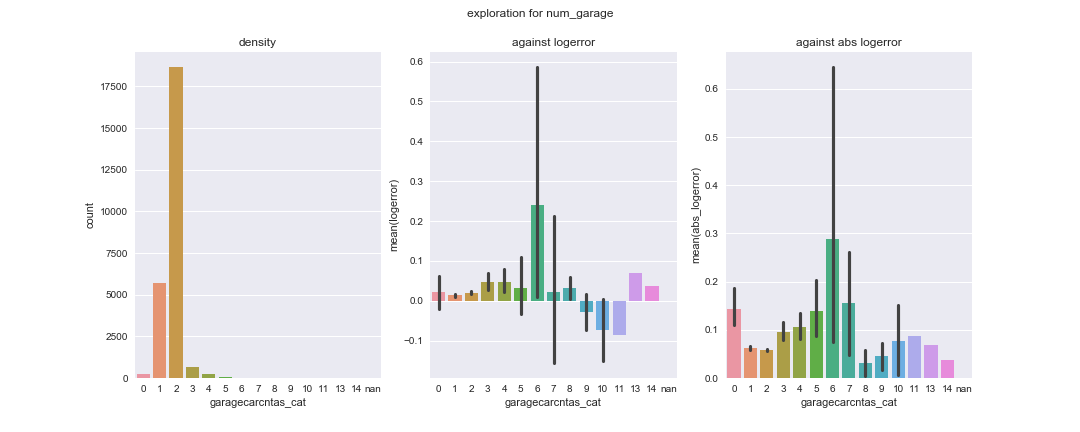 exploration for num_garage
density
against logerror
against abs logerror
count
17500
15000
12500
10000
7500
5000
2500
0
0 1 2 3 4 5 6 7 8 9 10 11 13 14 nan
garagecarcntas_cat
mean(logerror)
0.6
0.5
0.4
0.3
0.2
0.1
0.0
−0.1
0 1 2 3 4 5 6 7 8 9 10 11 13 14 nan
garagecarcntas_cat
mean(abs_logerror)
0.6
0.5
0.4
0.3
0.2
0.1
0.0
0 1 2 3 4 5 6 7 8 9 10 11 13 14 nan
garagecarcntas_cat